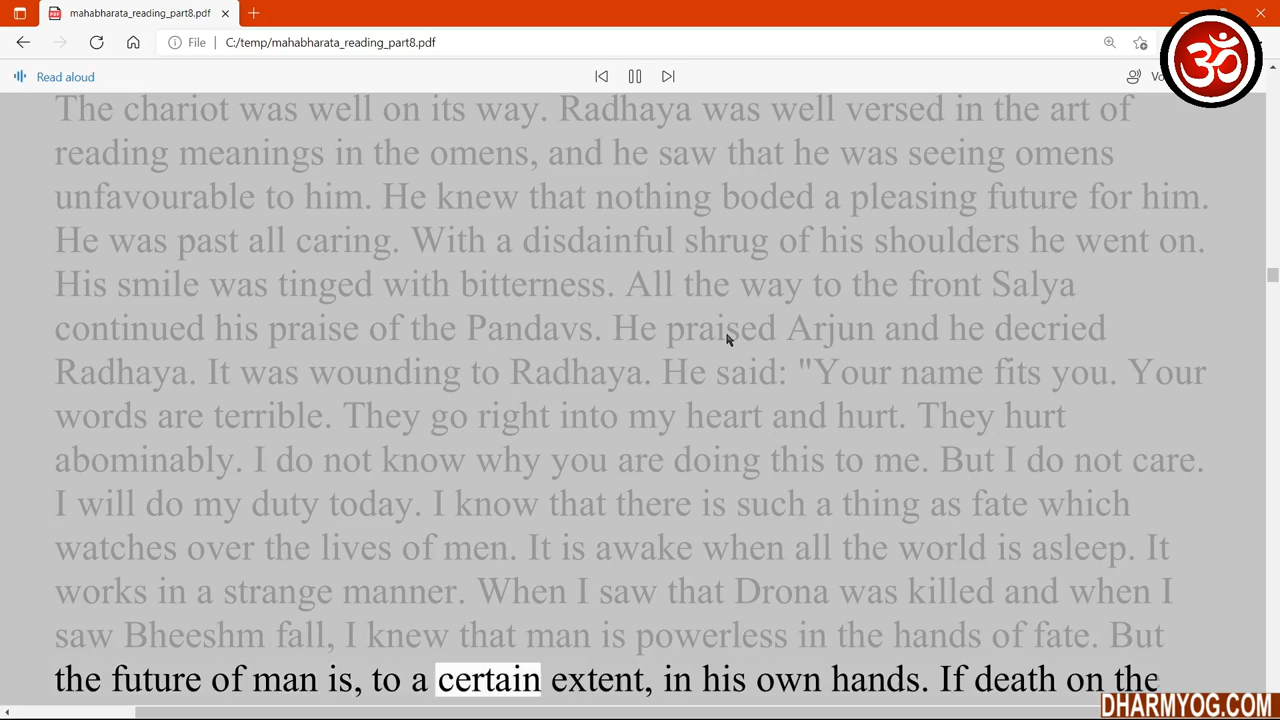 mahabharata_reading_part8.pdf
File
C:/temp/mahabharata_reading_part8.pdf
Read aloud
ॐ
The chariot was well on its way. Radhaya was well versed in the art of
reading meanings in the omens, and he saw that he was seeing omens
unfavourable to him. He knew that nothing boded a pleasing future for him.
He was past all caring. With a disdainful shrug of his shoulders he went on.
His smile was tinged with bitterness. All the way to the front Salya
continued his praise of the Pandavs. He praised Arjun and he decried
Radhaya. It was wounding to Radhaya. He said: "Your name fits you. Your
words are terrible. They go right into my heart and hurt. They hurt
abominably. I do not know why you are doing this to me. But I do not care.
I will do my duty today. I know that there is such a thing as fate which
watches over the lives of men. It is awake when all the world is asleep. It
works in a strange manner. When I saw that Drona was killed and when I
saw Bheeshm fall, I knew that man is powerless in the hands of fate. But
the future of man is, to a certain extent, in his own hands. If death on the
DHARMYOG.COM